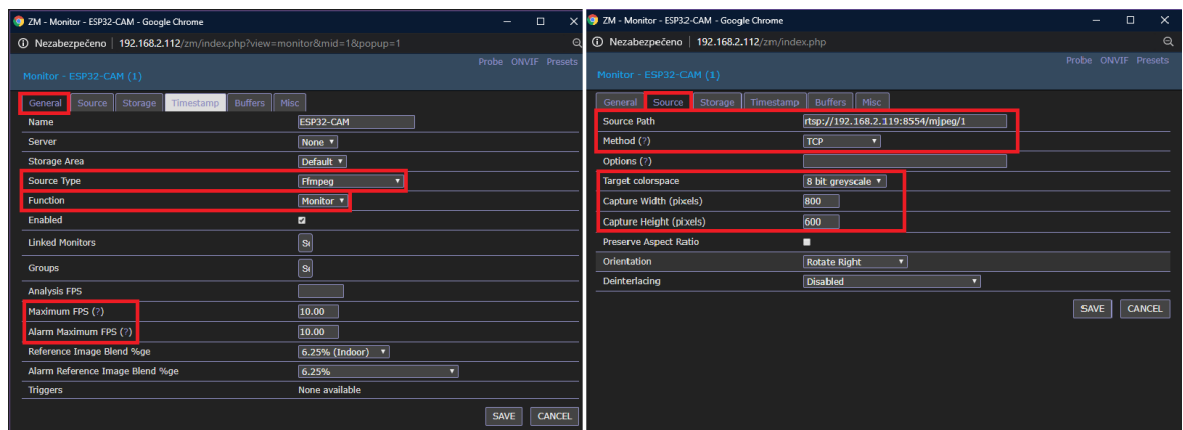 ZM - Monitor - ESP32-CAM - Google Chrome
Nezabezpečeno | 192.168.2.112/zm/index.php?view=monitor&mid=1&popup=1
Probe ONVIF Presets
Monitor - ESP32-CAM (1)
General Source Storage Timestamp Buffers Misc
Name ESP32-CAM
Server None
Storage Area Default
Source Type Ffmpeg
Function Monitor
Enabled
Linked Monitors Se
Groups Se
Analysis FPS
Maximum FPS (?) 10.00
Alarm Maximum FPS (?) 10.00
Reference Image Blend %ge 6.25% (Indoor)
Alarm Reference Image Blend %ge 6.25%
Triggers None available
SAVE CANCEL
ZM - Monitor - ESP32-CAM - Google Chrome
Nezabezpečeno | 192.168.2.112/zm/index.php
Probe ONVIF Presets
Monitor - ESP32-CAM (1)
General Source Storage Timestamp Buffers Misc
Source Path rtsp://192.168.2.119:8554/mjpeg/1
Method (?) TCP
Options (?)
Target colorspace 8 bit greyscale
Capture Width (pixels) 800
Capture Height (pixels) 600
Preserve Aspect Ratio
Orientation Rotate Right
Deinterlacing Disabled
SAVE CANCEL